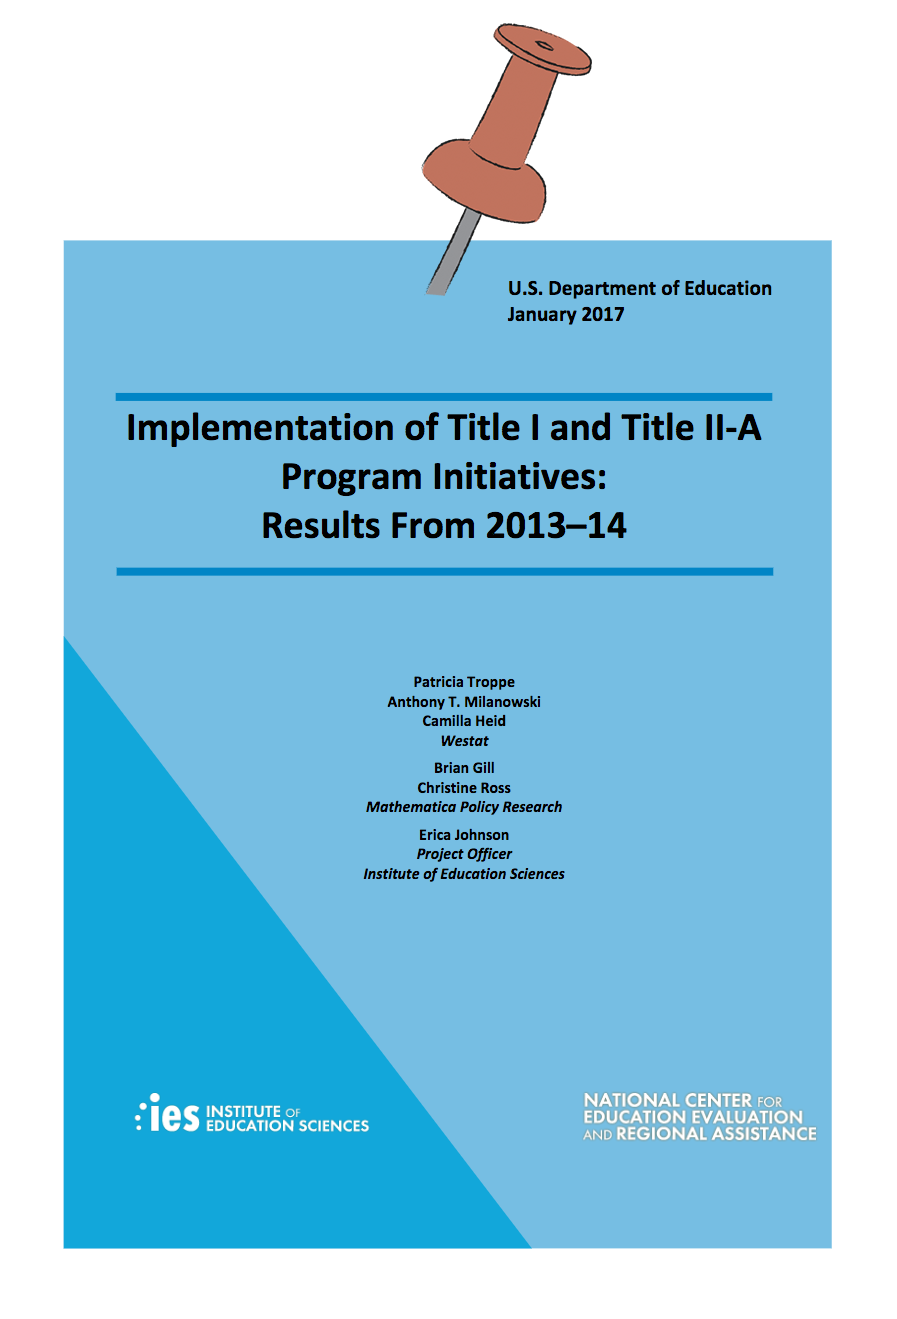 U.S. Department of Education
January 2017
Implementation of Title I and Title II-A
Program Initiatives:
Results From 2013–14
Patricia Troppe
Anthony T. Milanowski
Camilla Heid
Westat
Brian Gill
Christine Ross
Mathematica Policy Research
Erica Johnson
Project Officer
Institute of Education Sciences
ies INSTITUTE OF
EDUCATION SCIENCES
NATIONAL CENTER FOR
EDUCATION EVALUATION
AND REGIONAL ASSISTANCE